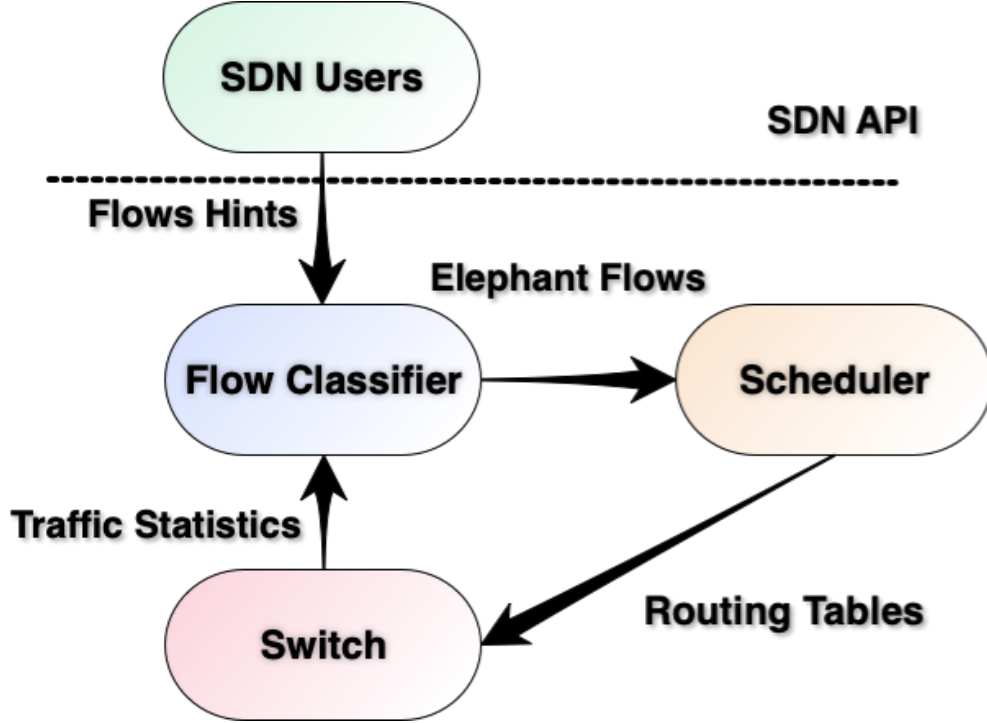 SDN Users
SDN API
Flows Hints
Elephant Flows
Flow Classifier
Scheduler
Traffic Statistics
Routing Tables
Switch